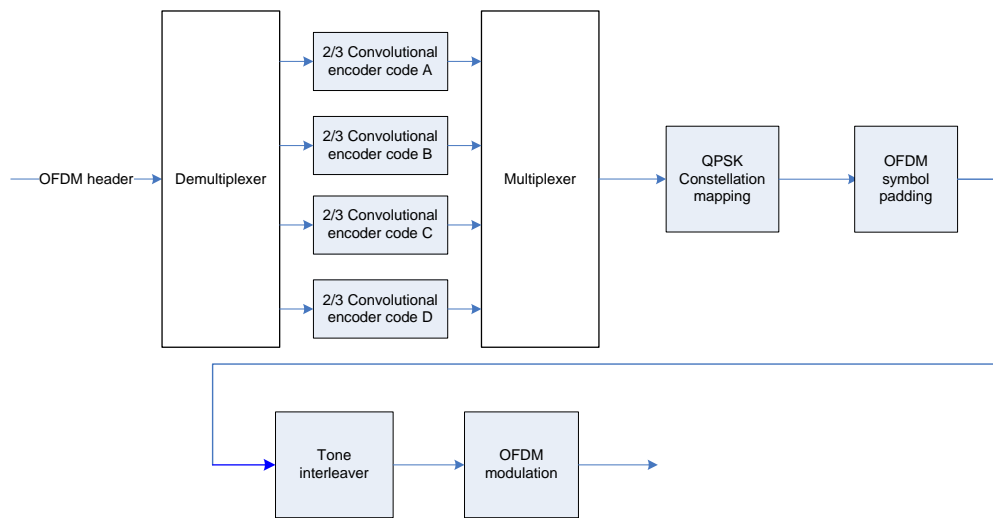 OFDM header
Demultiplexer
2/3 Convolutional
encoder code A
2/3 Convolutional
encoder code B
2/3 Convolutional
encoder code C
2/3 Convolutional
encoder code D
Multiplexer
QPSK
Constellation
mapping
OFDM
symbol
padding
Tone
interleaver
OFDM
modulation